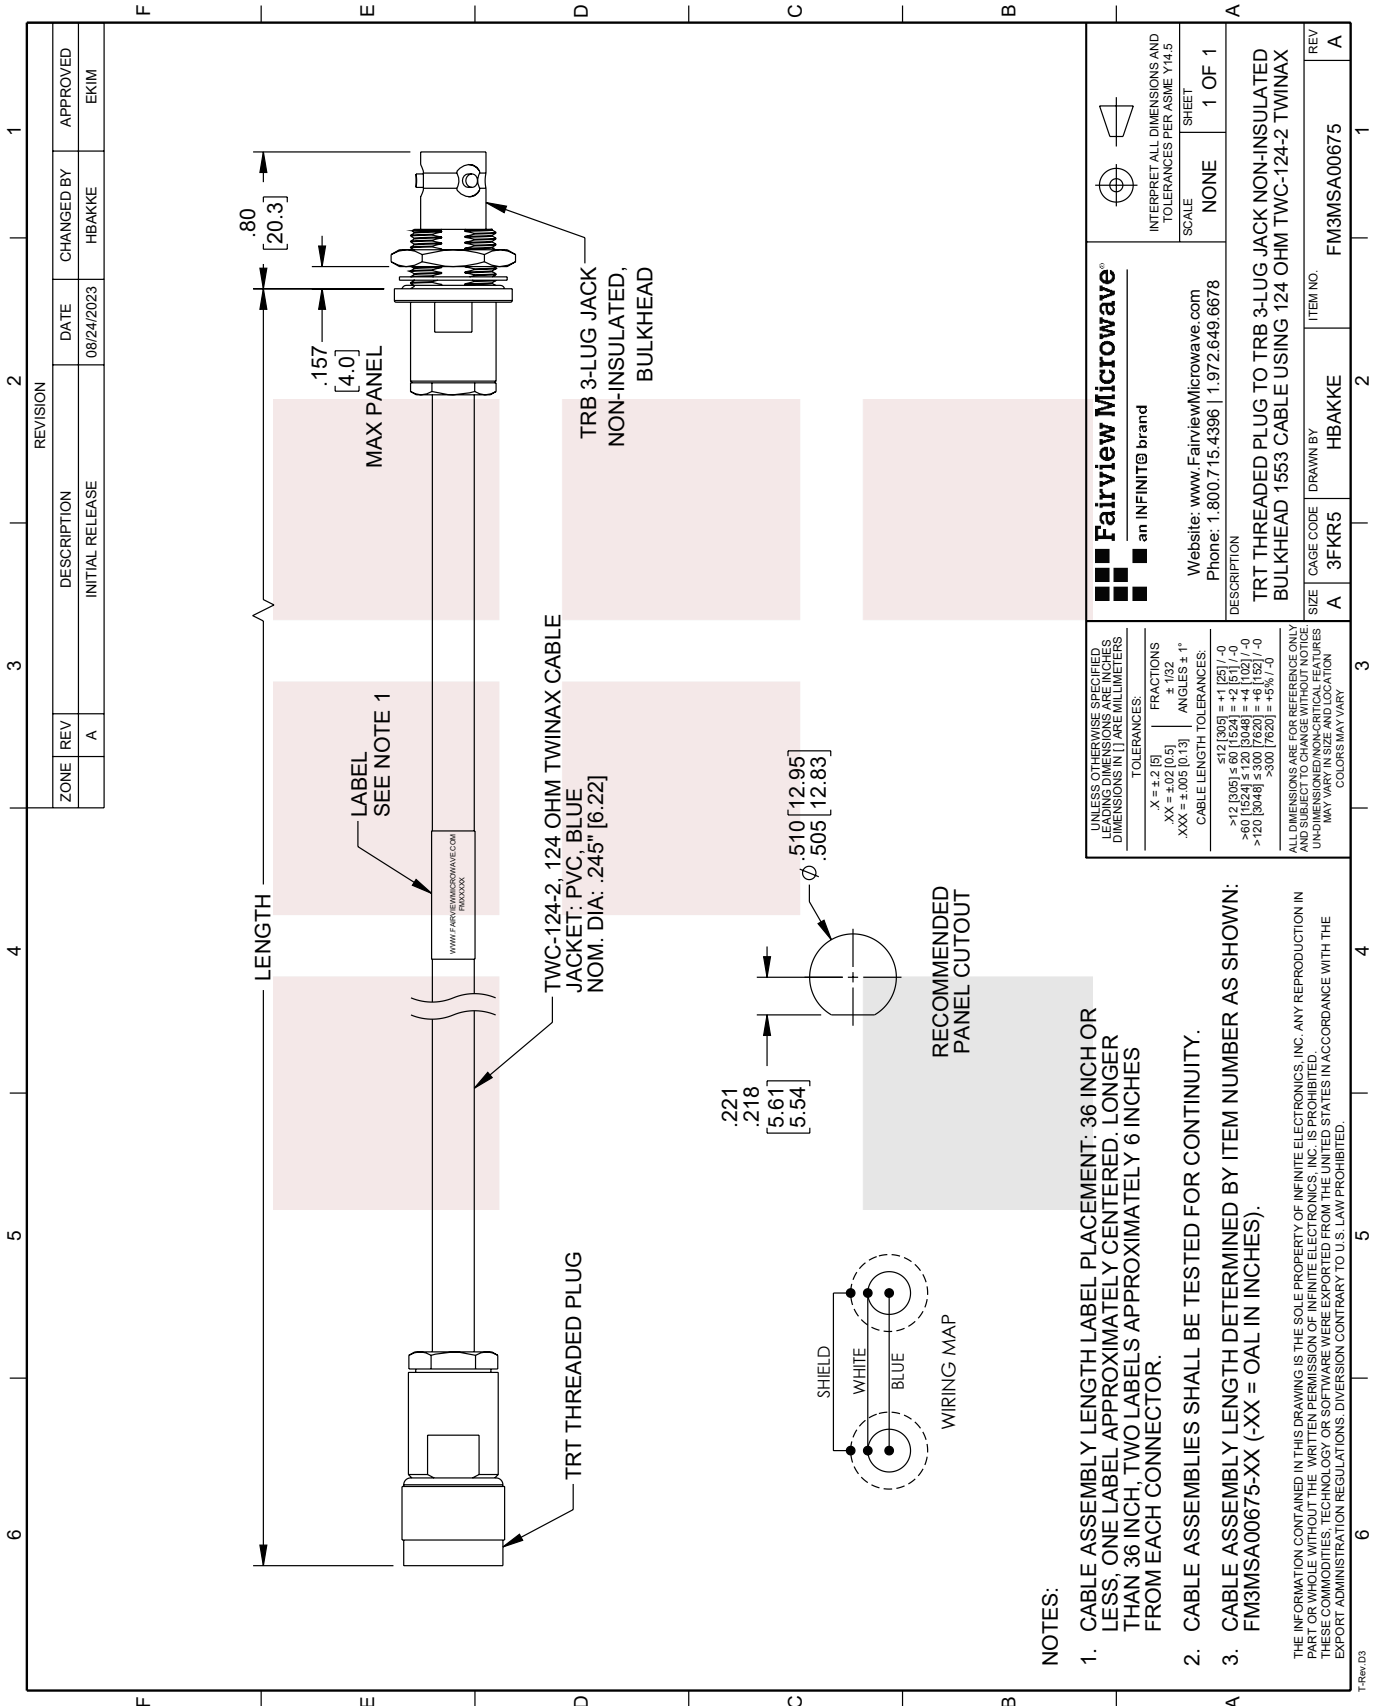 REVISION
ZONE REV DESCRIPTION DATE CHANGED BY APPROVED
A INITIAL RELEASE 08/24/2023 HBAKKE EKIM
6 5 4 3 2 1
F
E
D
C
B
A
LENGTH
.80
[20.3]
.157
[4.0]
MAX PANEL
LABEL
SEE NOTE 1
WWW.FAIRVIEWMICROWAVE.COM
FMXXXXX
TRT THREADED PLUG
TWC-124-2, 124 OHM TWINAX CABLE
JACKET: PVC, BLUE
NOM. DIA: .245" [6.22]
TRB 3-LUG JACK
NON-INSULATED,
BULKHEAD
SHIELD
WHITE
BLUE
WIRING MAP
.221
.218
[5.61]
[5.54]
⌀ .510 [12.95]
.505 [12.83]
RECOMMENDED
PANEL CUTOUT
NOTES:
1. CABLE ASSEMBLY LENGTH LABEL PLACEMENT: 36 INCH OR
LESS, ONE LABEL APPROXIMATELY CENTERED. LONGER
THAN 36 INCH, TWO LABELS APPROXIMATELY 6 INCHES
FROM EACH CONNECTOR.
2. CABLE ASSEMBLIES SHALL BE TESTED FOR CONTINUITY.
3. CABLE ASSEMBLY LENGTH DETERMINED BY ITEM NUMBER AS SHOWN:
FM3MSA00675-XX (-XX = OAL IN INCHES).
THE INFORMATION CONTAINED IN THIS DRAWING IS THE SOLE PROPERTY OF INFINITE ELECTRONICS, INC. ANY REPRODUCTION IN
PART OR WHOLE WITHOUT THE WRITTEN PERMISSION OF INFINITE ELECTRONICS, INC. IS PROHIBITED.
THESE COMMODITIES, TECHNOLOGY OR SOFTWARE WERE EXPORTED FROM THE UNITED STATES IN ACCORDANCE WITH THE
EXPORT ADMINISTRATION REGULATIONS. DIVERSION CONTRARY TO U.S. LAW PROHIBITED.
UNLESS OTHERWISE SPECIFIED
LEADING DIMENSIONS ARE INCHES
DIMENSIONS IN [ ] ARE MILLIMETERS
TOLERANCES:
.X = ±.2 [5] FRACTIONS
.XX = ±.02 [0.5] ± 1/32
.XXX = ±.005 [0.13] ANGLES ± 1°
CABLE LENGTH TOLERANCES:
≤12 [305] = +1 [25] / -0
>12 [305] ≤ 60 [1524] = +2 [51] / -0
>60 [1524] ≤ 120 [3048] = +4 [102] / -0
>120 [3048] ≤ 300 [7620] = +6 [152] / -0
>300 [7620] = +5% / -0
ALL DIMENSIONS ARE FOR REFERENCE ONLY
AND SUBJECT TO CHANGE WITHOUT NOTICE.
UN-DIMENSIONED/NON-CRITICAL FEATURES
MAY VARY IN SIZE AND LOCATION
COLORS MAY VARY
Fairview Microwave®
an INFINIT@ brand
Website: www.FairviewMicrowave.com
Phone: 1.800.715.4396 | 1.972.649.6678
INTERPRET ALL DIMENSIONS AND
TOLERANCES PER ASME Y14.5
SCALE NONE
SHEET 1 OF 1
DESCRIPTION
TRT THREADED PLUG TO TRB 3-LUG JACK NON-INSULATED
BULKHEAD 1553 CABLE USING 124 OHM TWC-124-2 TWINAX
SIZE A
CAGE CODE 3FKR5
DRAWN BY HBAKKE
ITEM NO. FM3MSA00675
REV A
6 5 4 3 2 1
F
E
D
C
B
A
T-Rev.D3